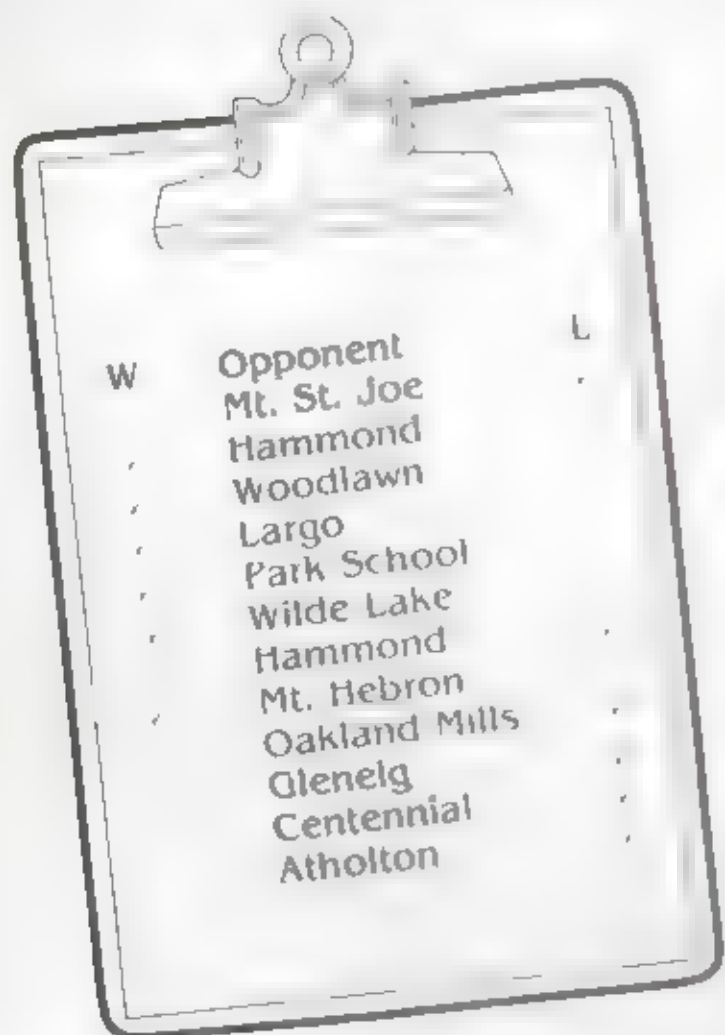 W Opponent L
Mt. St. Joe
Hammond
Woodlawn
Largo
Park School
Wilde Lake
Hammond
Mt. Hebron
Oakland Mills
Glenelg
Centennial
Atholton